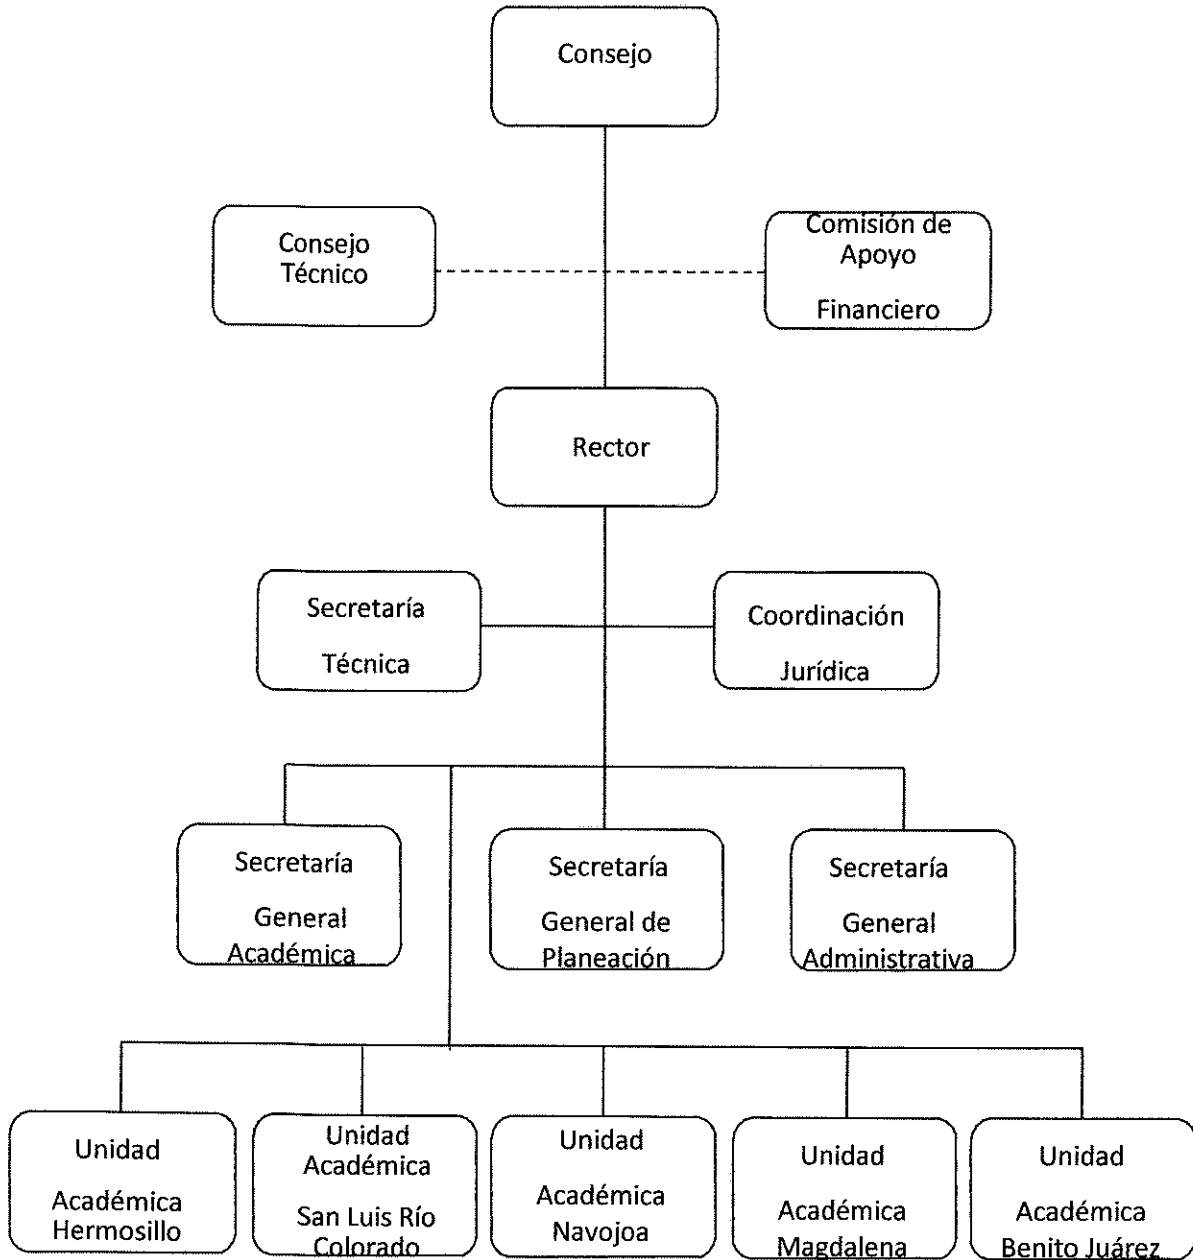 Consejo
Consejo
Técnico
Comisión de
Apoyo
Financiero
Rector
Secretaría
Técnica
Coordinación
Jurídica
Secretaría
General
Académica
Secretaría
General de
Planeación
Secretaría
General
Administrativa
Unidad
Académica
Hermosillo
Unidad
Académica
San Luis Río
Colorado
Unidad
Académica
Navojoa
Unidad
Académica
Magdalena
Unidad
Académica
Benito Juárez